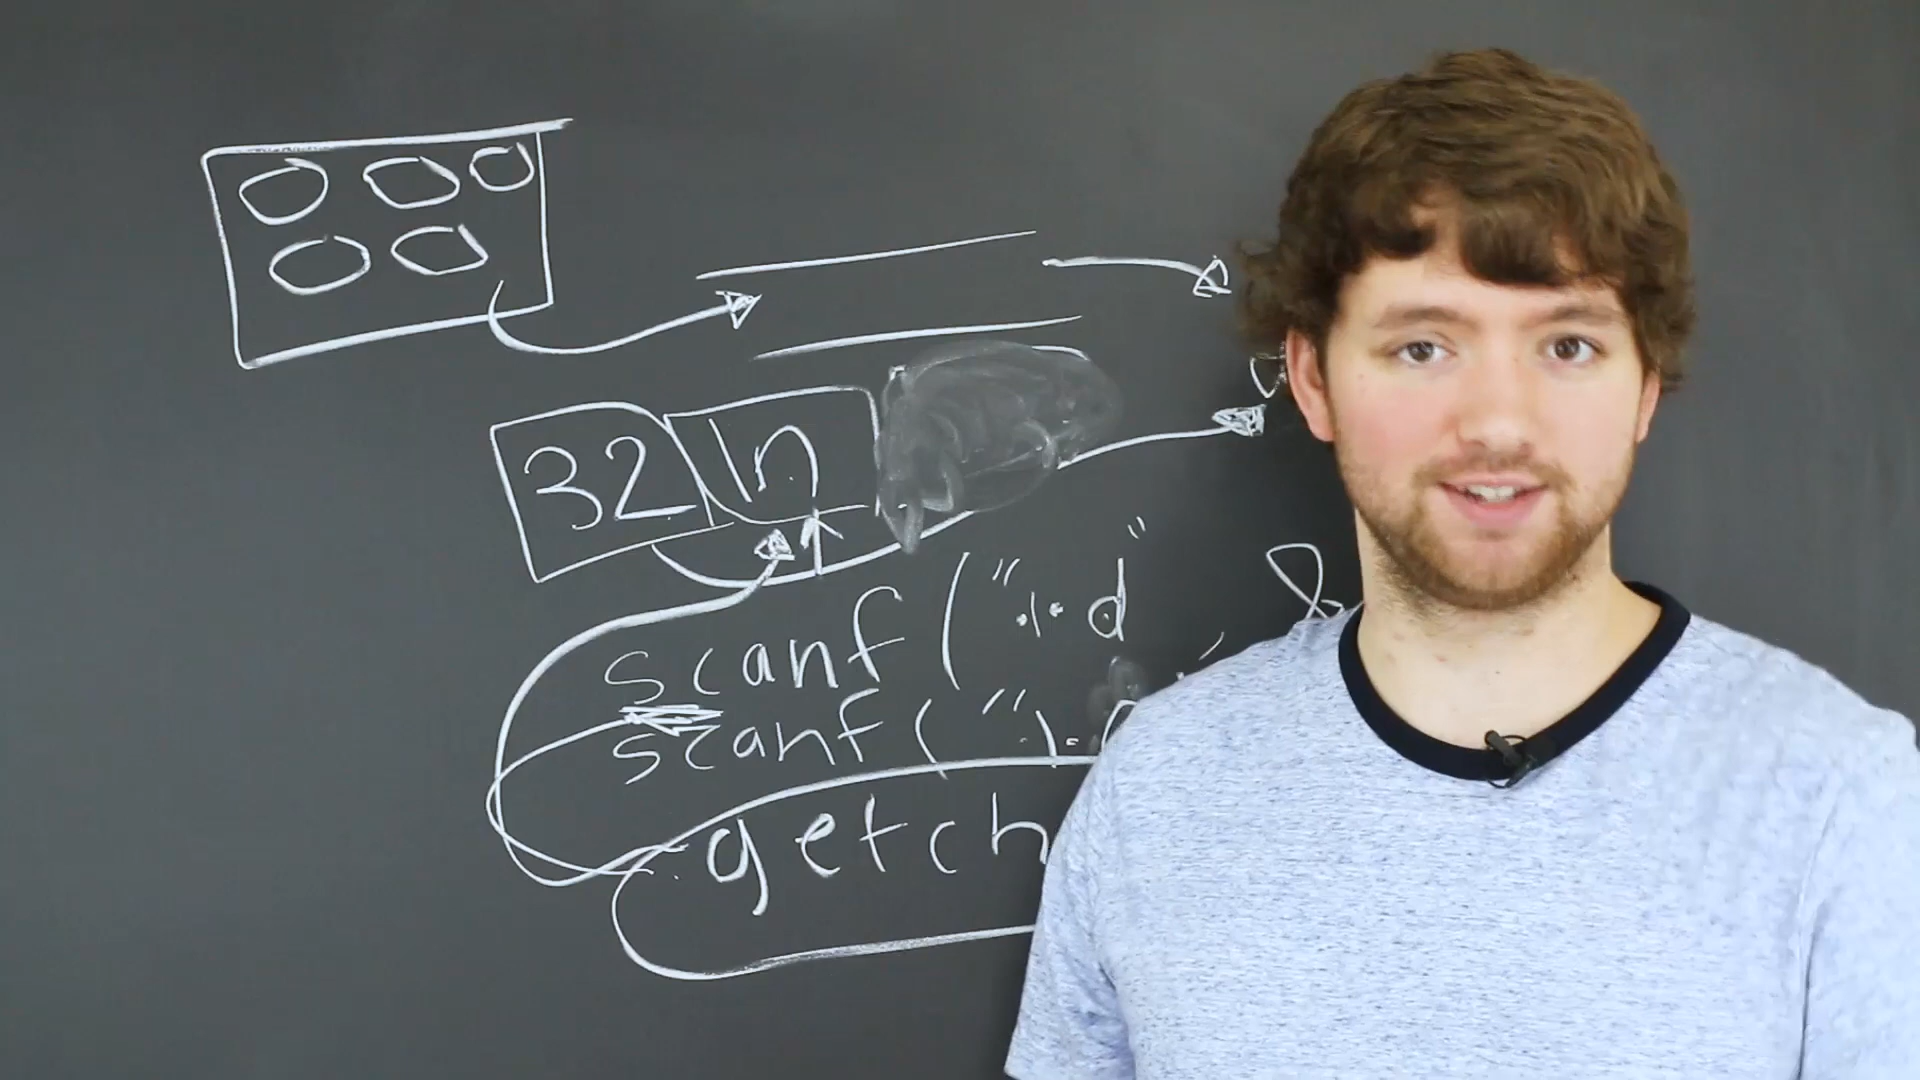 32 \n
scanf("%d", &
scanf("%c
getch